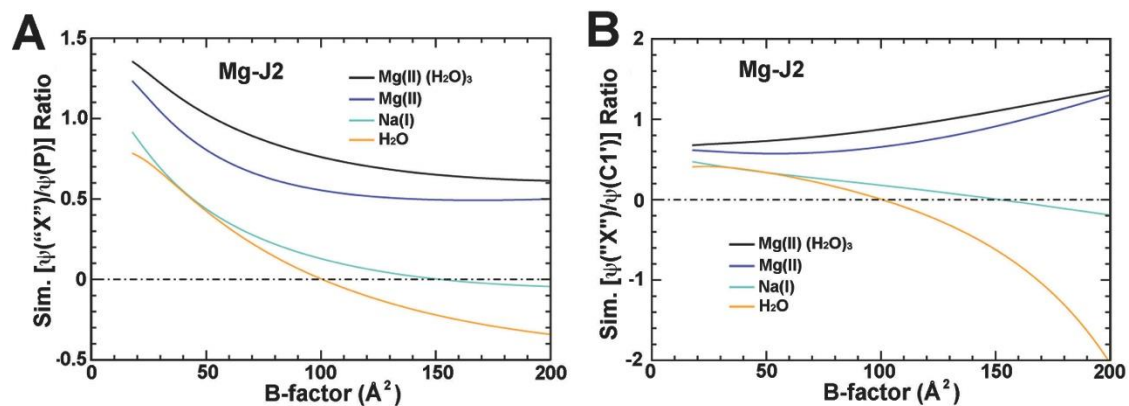 A
Sim. [ψ("X")/ψ(P)] Ratio
1.5
1.0
0.5
0
-0.5
Mg-J2
Mg(II) (H₂O)₃
Mg(II)
Na(I)
H₂O
0 50 100 150 200
B-factor (Å²)
B
Sim. [ψ("X")/ψ(C1')] Ratio
2
1
0
-1
-2
Mg-J2
Mg(II) (H₂O)₃
Mg(II)
Na(I)
H₂O
0 50 100 150 200
B-factor (Å²)